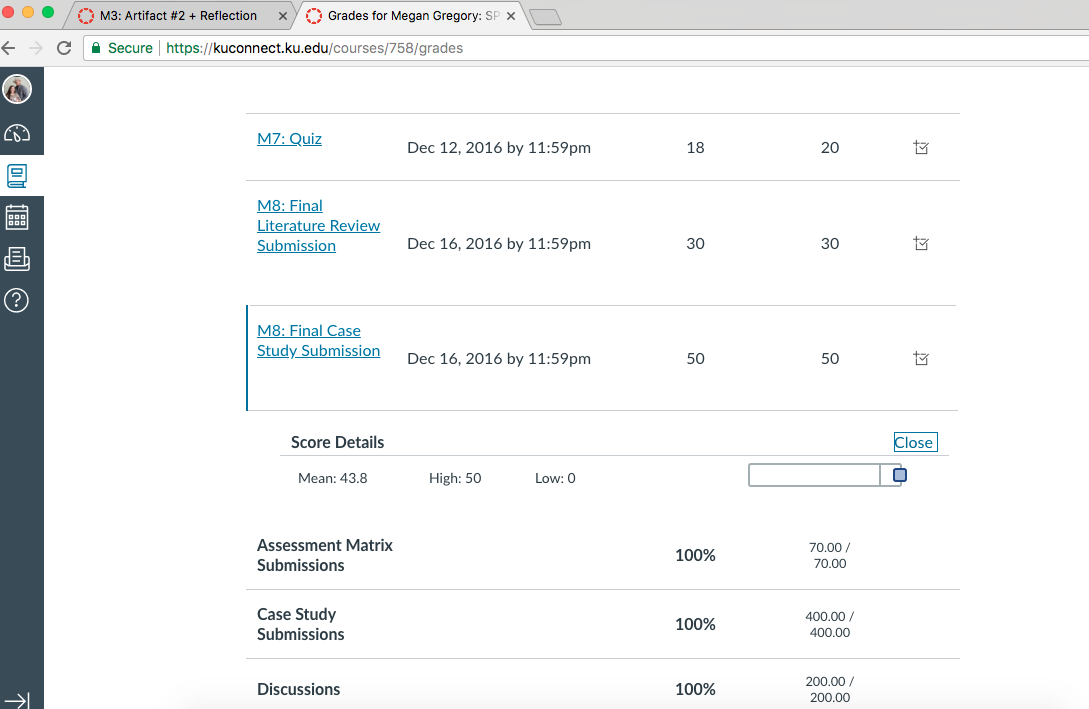 M3: Artifact #2 + Reflection
Grades for Megan Gregory: SP
Secure https://kuconnect.ku.edu/courses/758/grades
M7: Quiz
Dec 12, 2016 by 11:59pm 18 20
M8: Final
Literature Review
Submission
Dec 16, 2016 by 11:59pm 30 30
M8: Final Case
Study Submission
Dec 16, 2016 by 11:59pm 50 50
Score Details Close
Mean: 43.8 High: 50 Low: 0
Assessment Matrix
Submissions
100%
70.00 /
70.00
Case Study
Submissions
100%
400.00 /
400.00
Discussions
100%
200.00 /
200.00